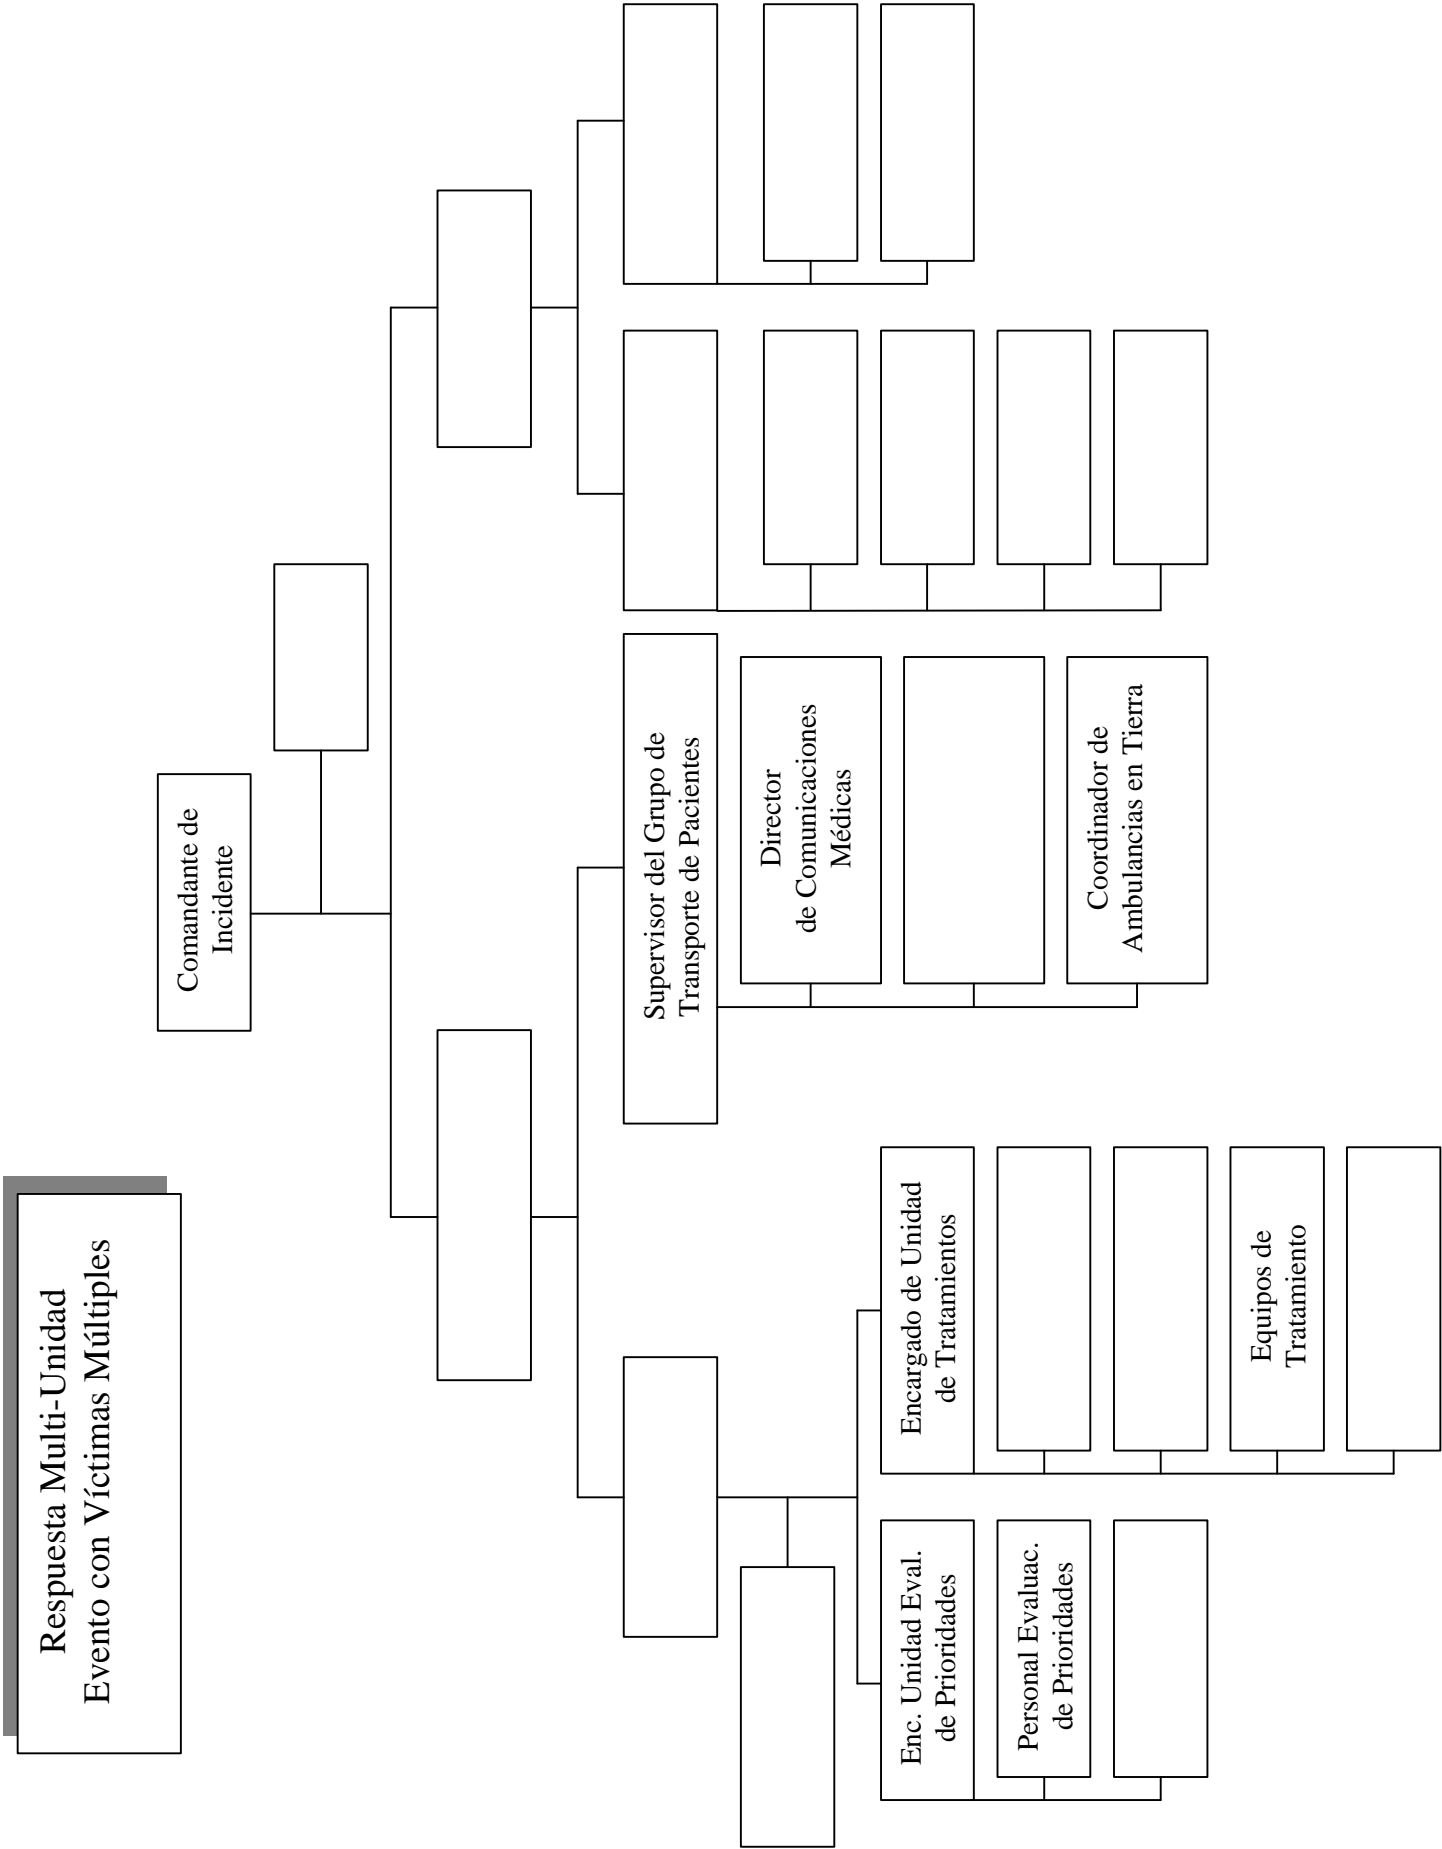 Respuesta Multi-Unidad
Evento con Víctimas Múltiples
Comandante de
Incidente
Supervisor del Grupo de
Transporte de Pacientes
Director
de Comunicaciones
Médicas
Coordinador de
Ambulancias en Tierra
Enc. Unidad Eval.
de Prioridades
Personal Evaluac.
de Prioridades
Encargado de Unidad
de Tratamientos
Equipos de
Tratamiento